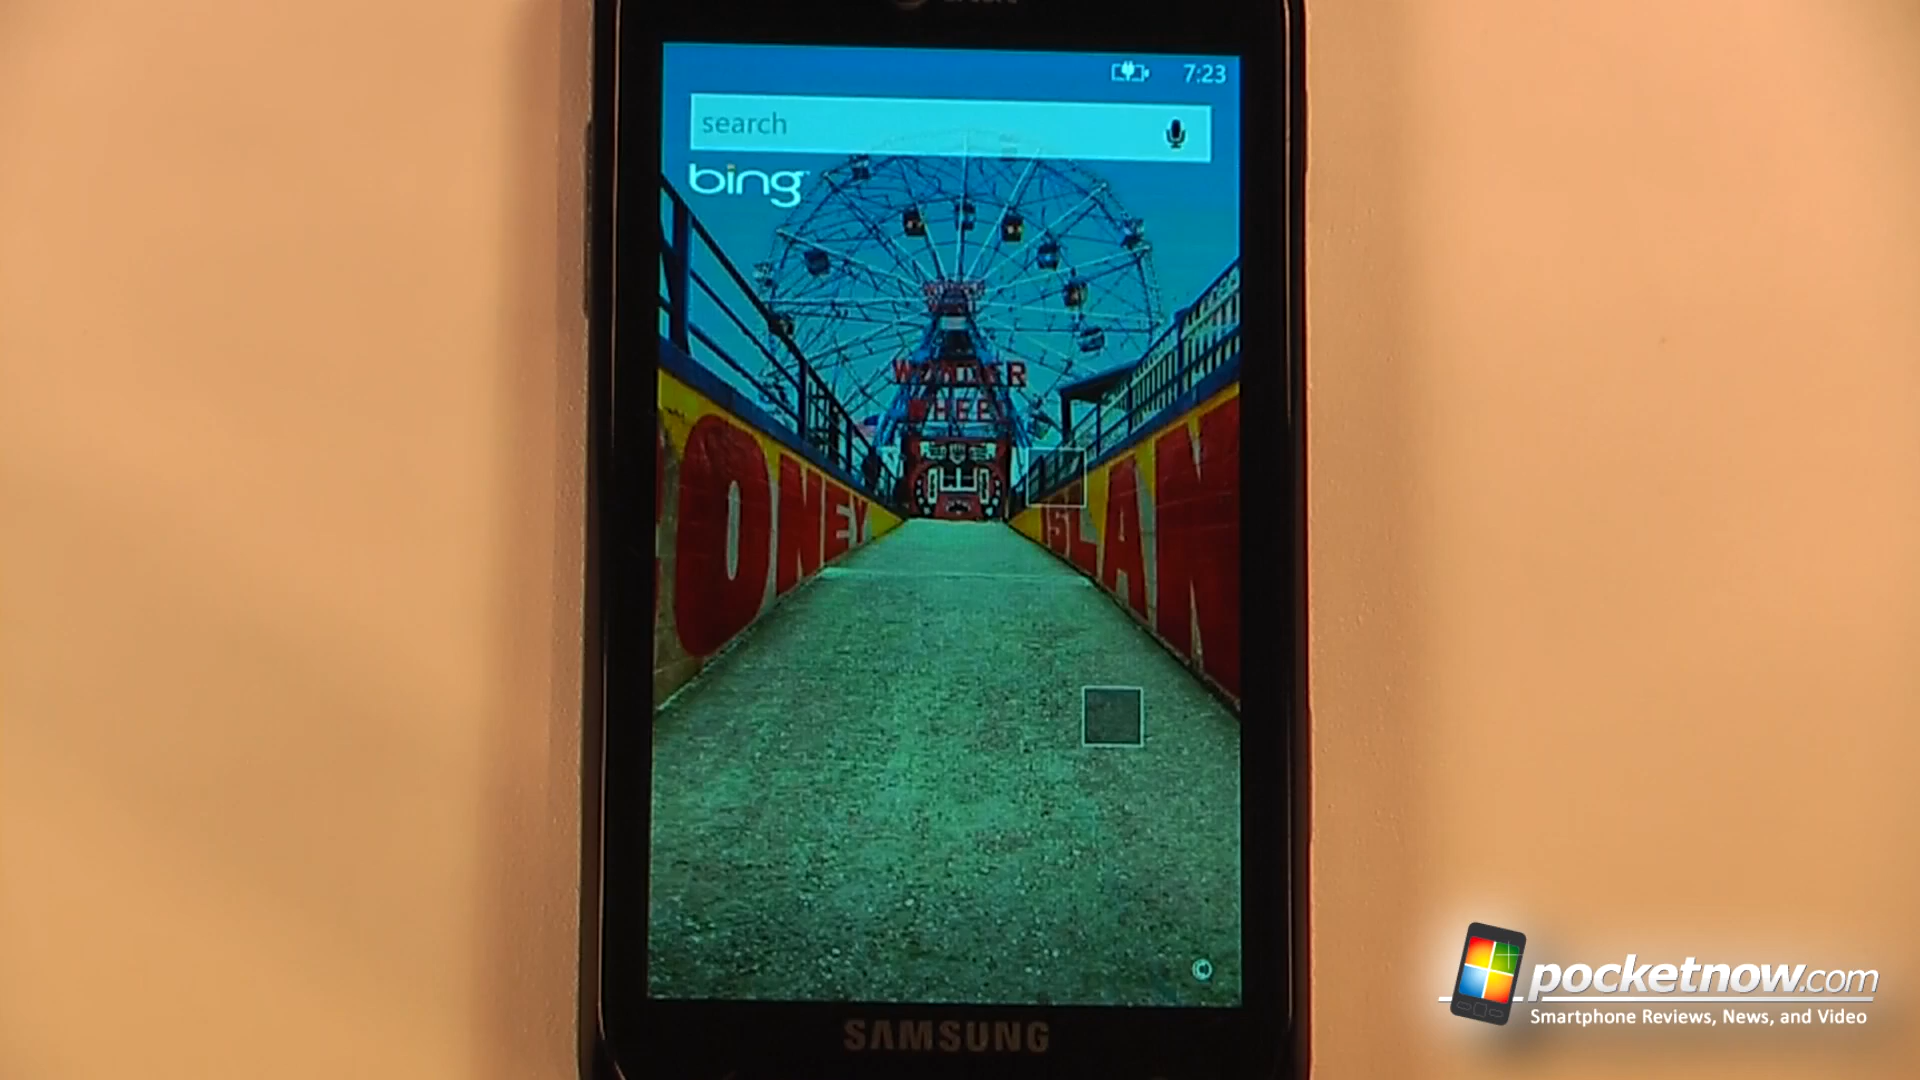 7:23
search
bing
WONDER
WHEEL
ONEY
ISLAN
©
SAMSUNG
pocketnow.com
Smartphone Reviews, News, and Video